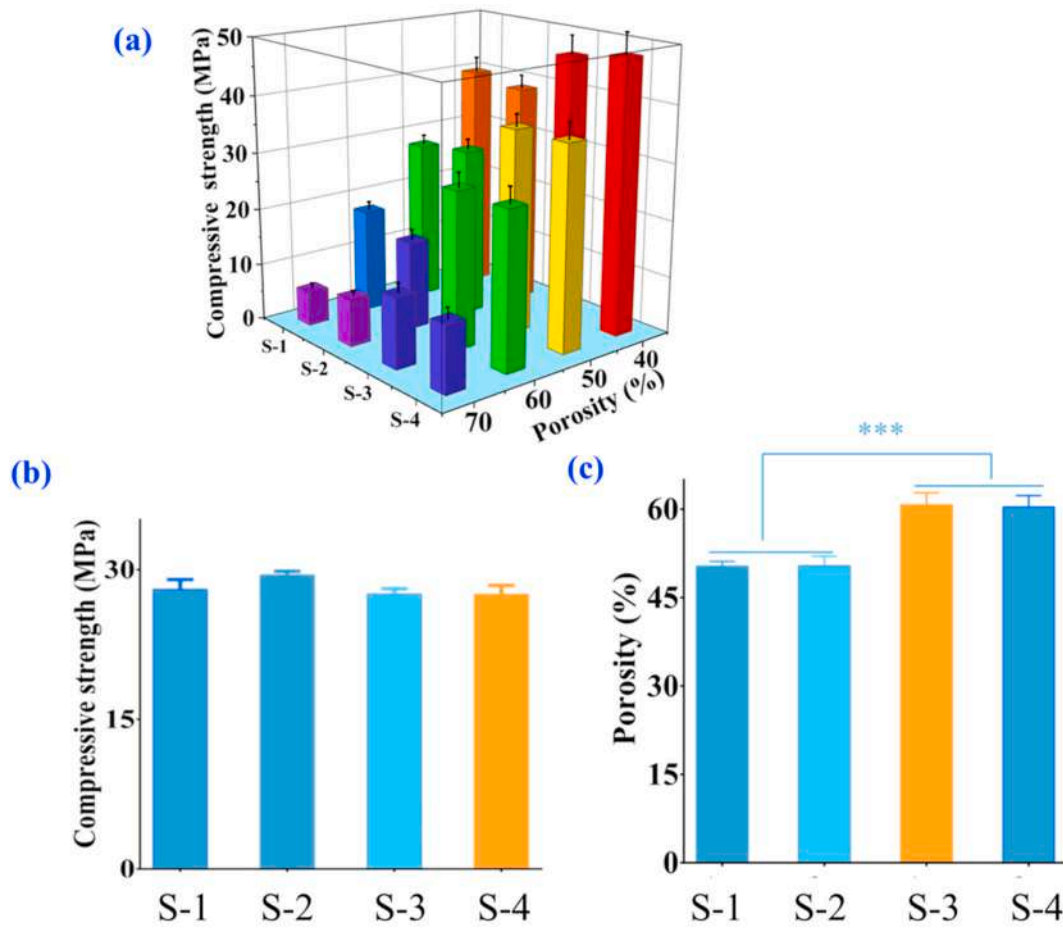 (a)
Compressive strength (MPa)
50
40
30
20
10
0
S-1
S-2
S-3
S-4
70
60
50
40
Porosity (%)
(b)
Compressive strength (MPa)
30
15
0
S-1 S-2 S-3 S-4
(c)
***
Porosity (%)
60
45
30
15
0
S-1 S-2 S-3 S-4